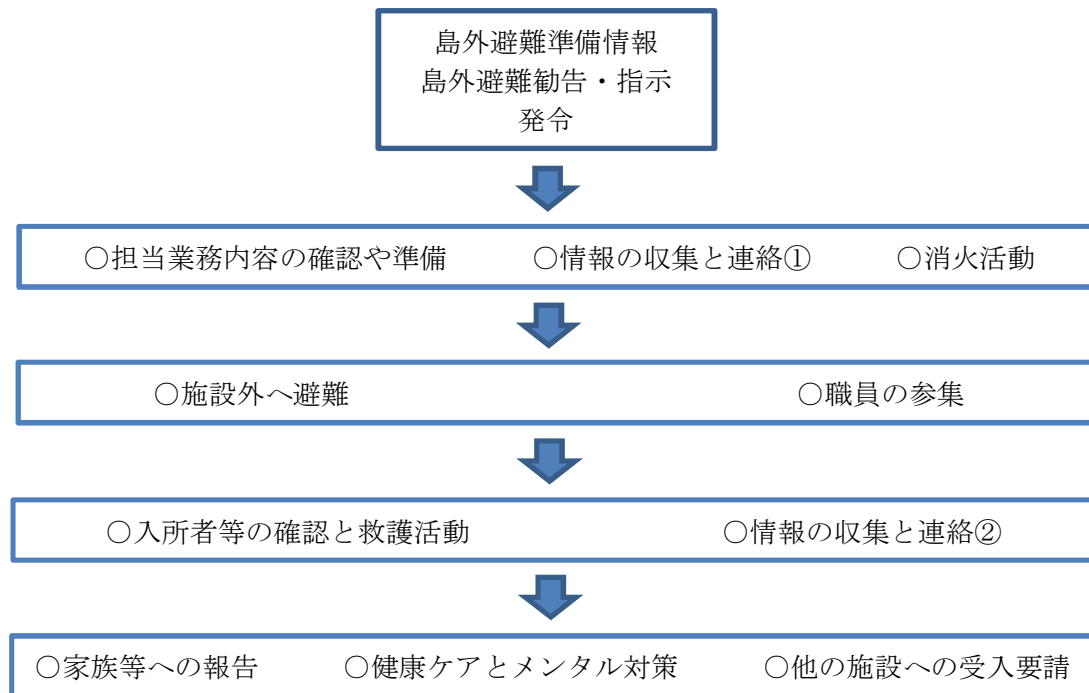 島外避難準備情報
島外避難勧告・指示
発令
○担当業務内容の確認や準備 ○情報の収集と連絡① ○消火活動
○施設外へ避難 ○職員の参集
○入所者等の確認と救護活動 ○情報の収集と連絡②
○家族等への報告 ○健康ケアとメンタル対策 ○他の施設への受入要請